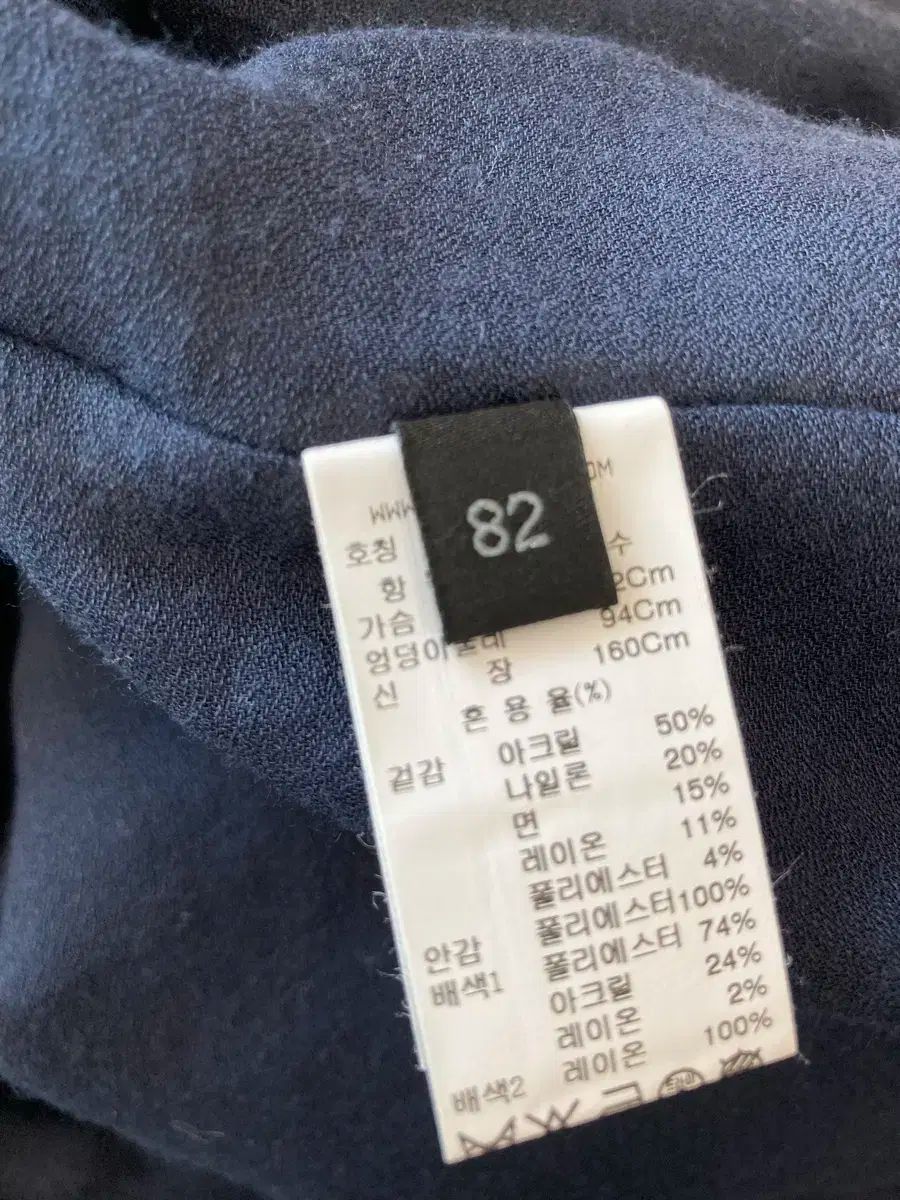 82
WWW OM
호칭
항 수
가슴 2Cm
엉덩이둘레 94Cm
신 장 160Cm
혼 용 율(%)
겉감 아크릴 50%
나일론 20%
면 15%
레이온 11%
폴리에스터 4%
안감 폴리에스터 100%
배색1 폴리에스터 74%
아크릴 24%
레이온 2%
배색2 레이온 100%